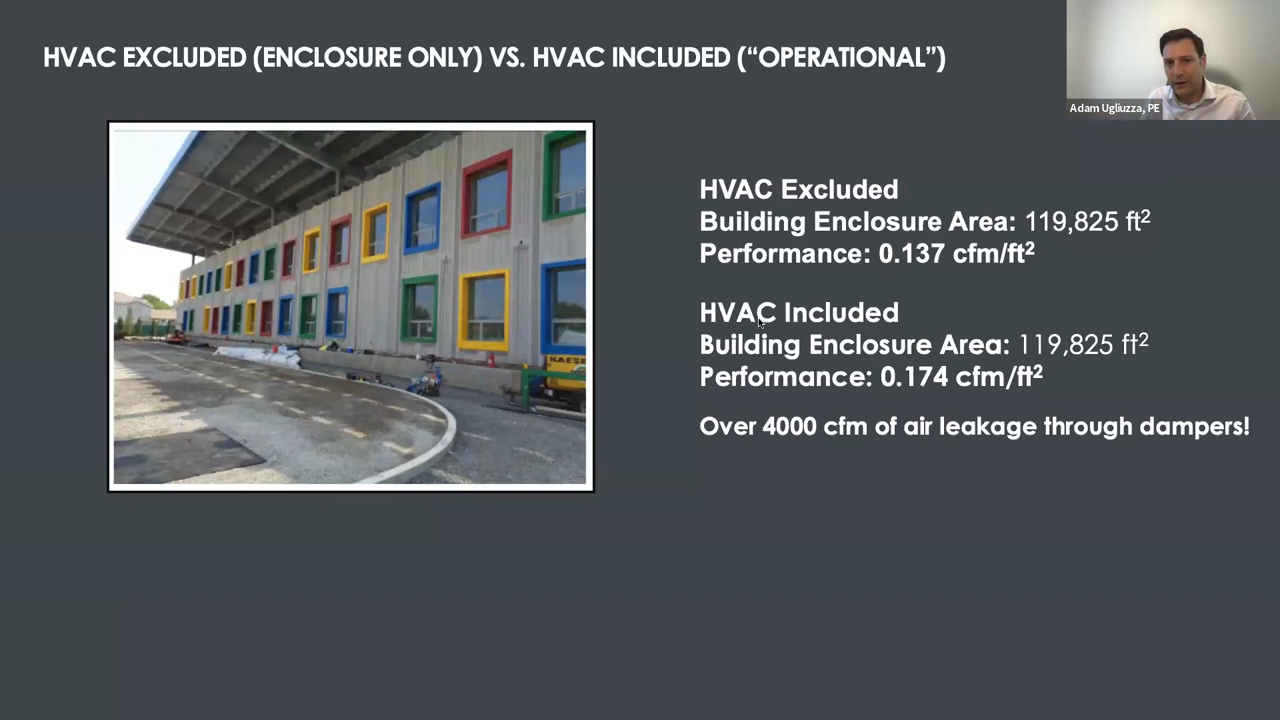 HVAC EXCLUDED (ENCLOSURE ONLY) VS. HVAC INCLUDED (“OPERATIONAL”)
Adam Ugliuzza, PE
HVAC Excluded
Building Enclosure Area: 119,825 ft²
Performance: 0.137 cfm/ft²
HVAC Included
Building Enclosure Area: 119,825 ft²
Performance: 0.174 cfm/ft²
Over 4000 cfm of air leakage through dampers!
KAESE